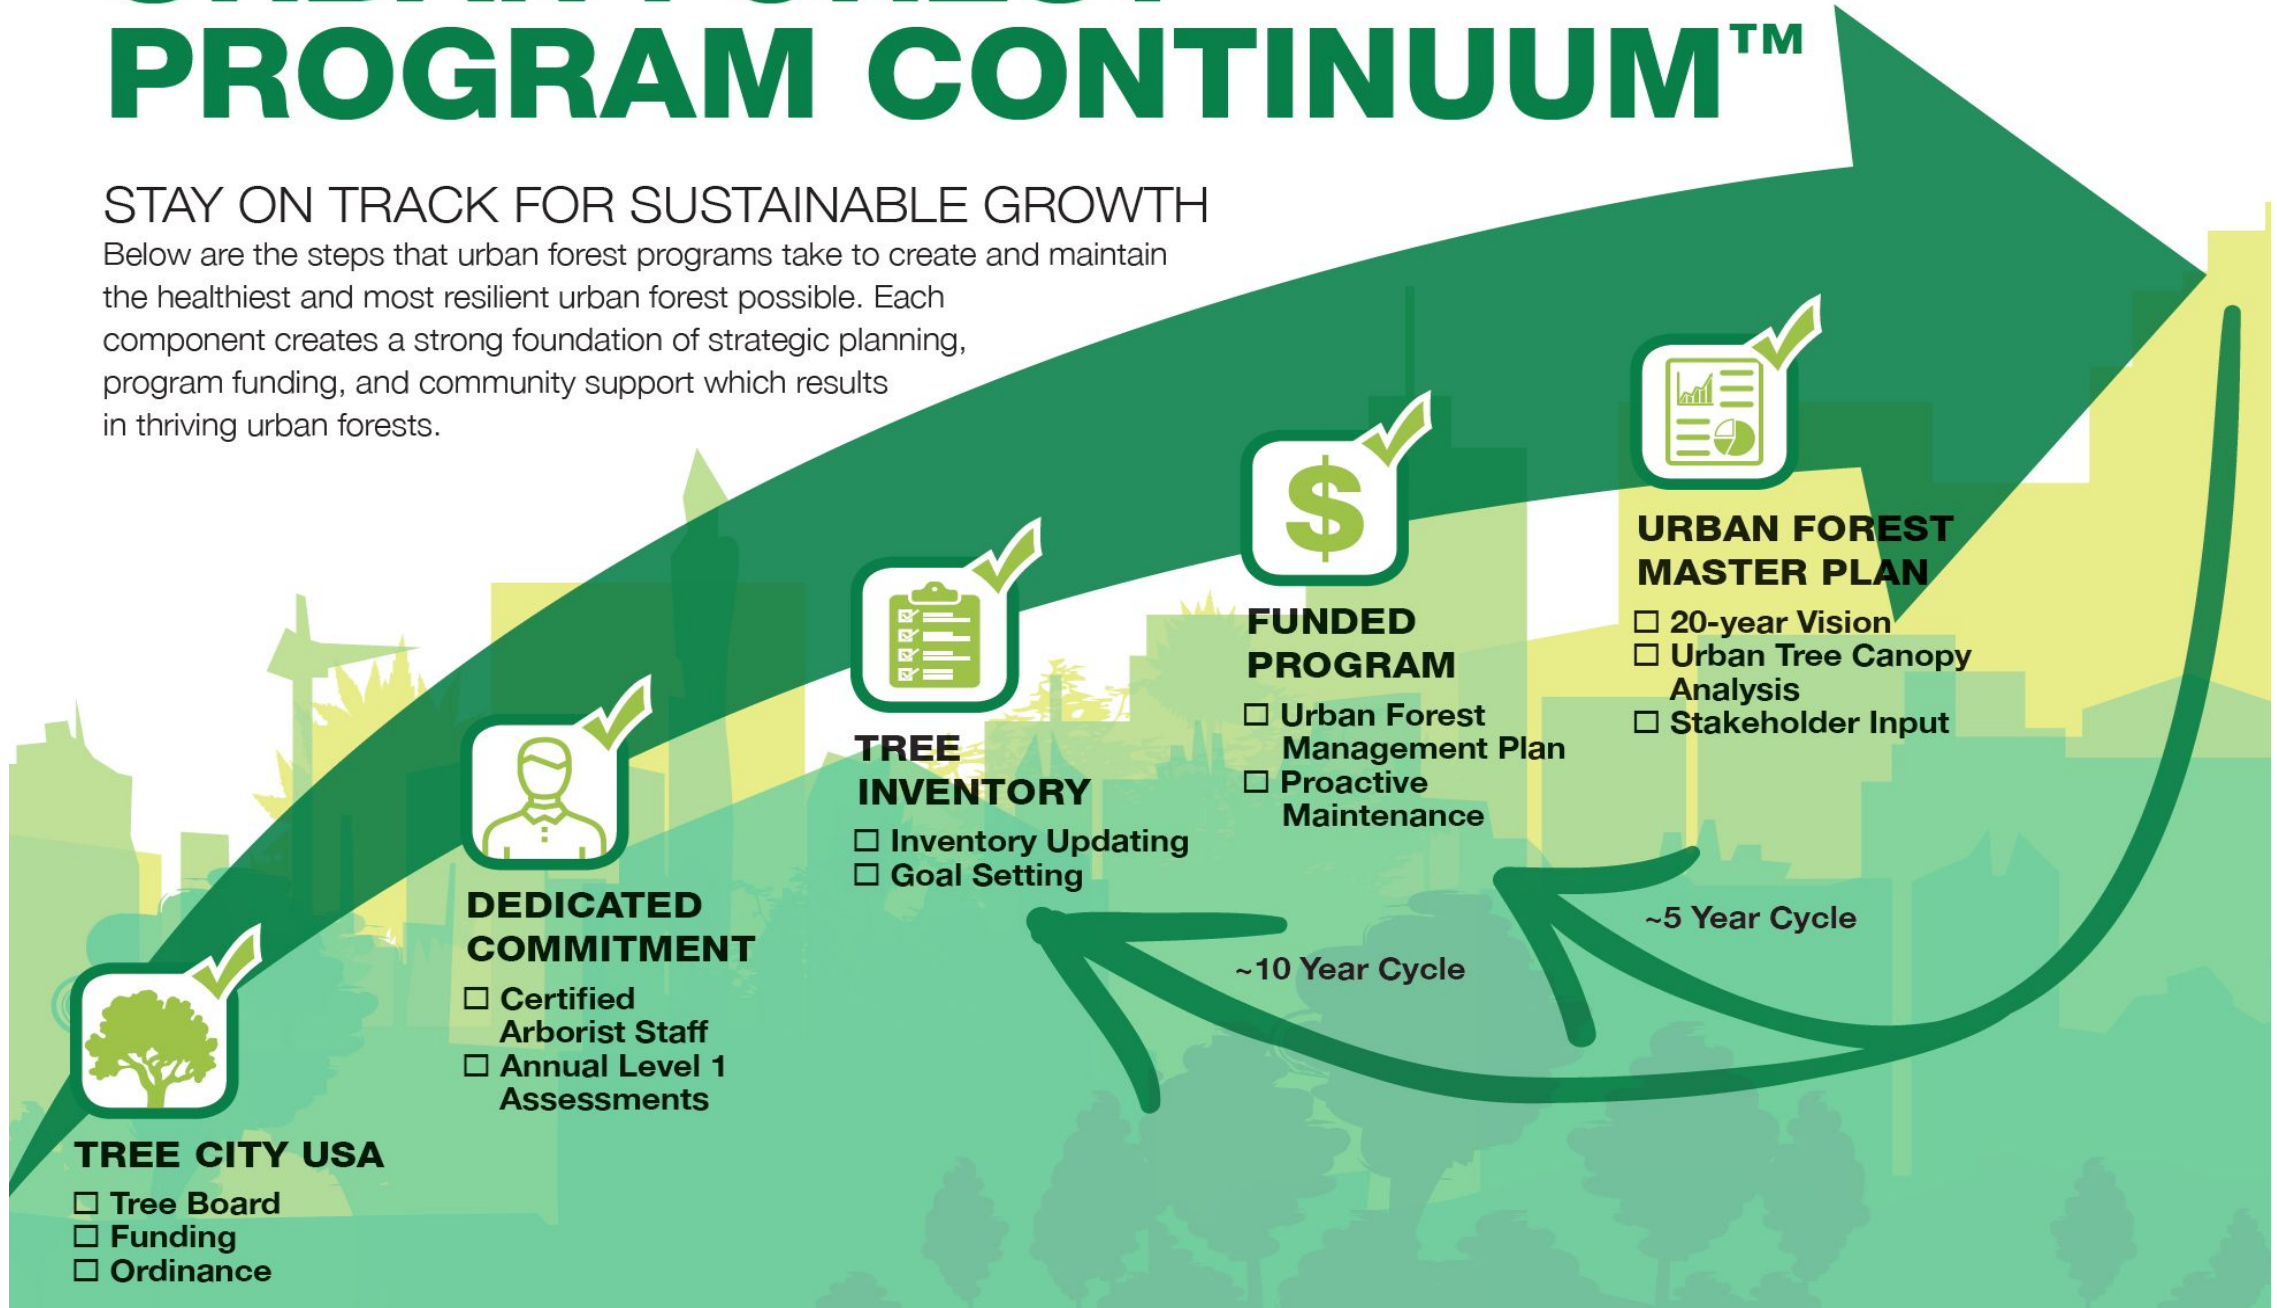 PROGRAM CONTINUUM™
STAY ON TRACK FOR SUSTAINABLE GROWTH
Below are the steps that urban forest programs take to create and maintain
the healthiest and most resilient urban forest possible. Each
component creates a strong foundation of strategic planning,
program funding, and community support which results
in thriving urban forests.
TREE CITY USA
☐ Tree Board
☐ Funding
☐ Ordinance
DEDICATED
COMMITMENT
☐ Certified
Arborist Staff
☐ Annual Level 1
Assessments
TREE
INVENTORY
☐ Inventory Updating
☐ Goal Setting
$
FUNDED
PROGRAM
☐ Urban Forest
Management Plan
☐ Proactive
Maintenance
URBAN FOREST
MASTER PLAN
☐ 20-year Vision
☐ Urban Tree Canopy
Analysis
☐ Stakeholder Input
~10 Year Cycle
~5 Year Cycle